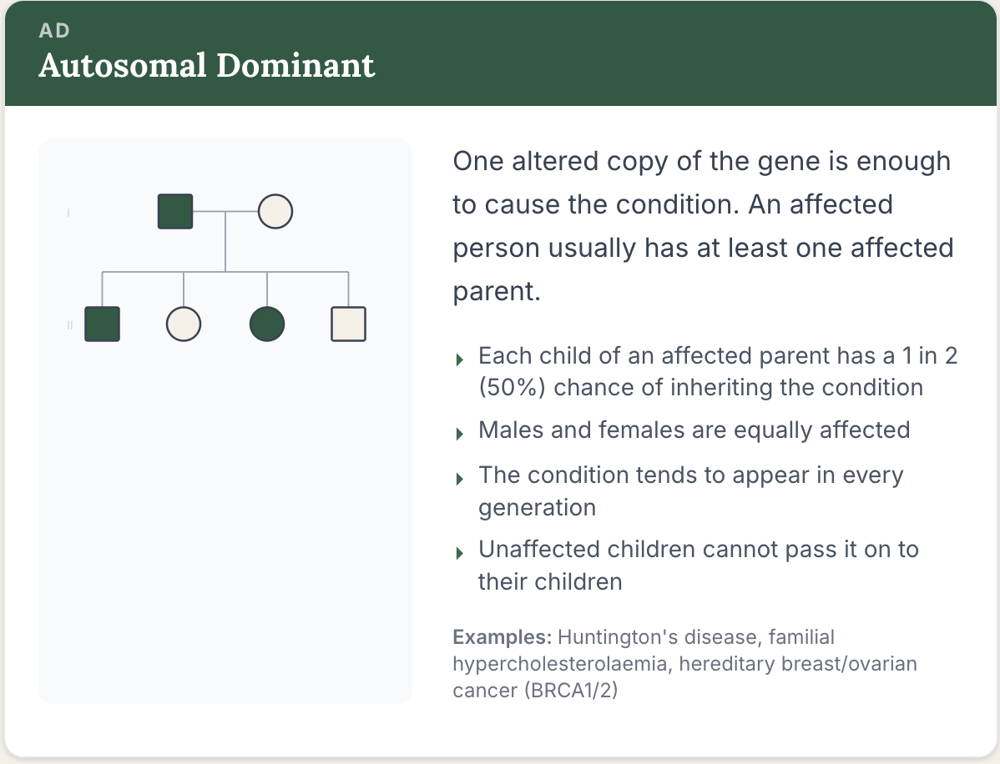 AD
Autosomal Dominant
I
II
One altered copy of the gene is enough
to cause the condition. An affected
person usually has at least one affected
parent.
Each child of an affected parent has a 1 in 2
(50%) chance of inheriting the condition
Males and females are equally affected
The condition tends to appear in every
generation
Unaffected children cannot pass it on to
their children
Examples: Huntington's disease, familial
hypercholesterolaemia, hereditary breast/ovarian
cancer (BRCA1/2)